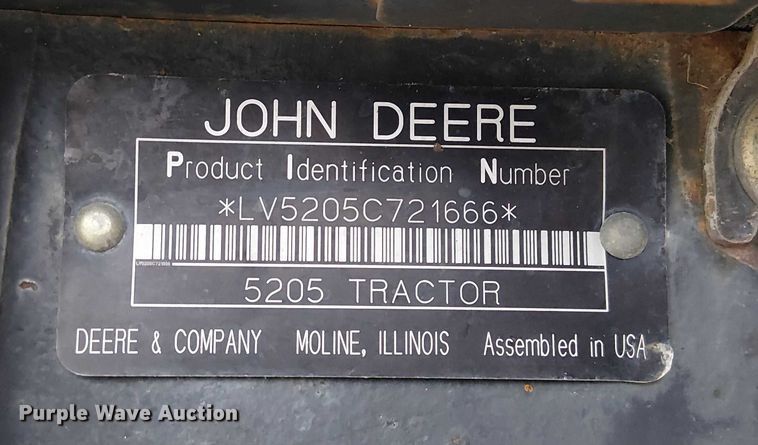 JOHN DEERE
Product Identification Number
*LV5205C721666*
5205 TRACTOR
DEERE & COMPANY MOLINE, ILLINOIS Assembled in USA
Purple Wave Auction